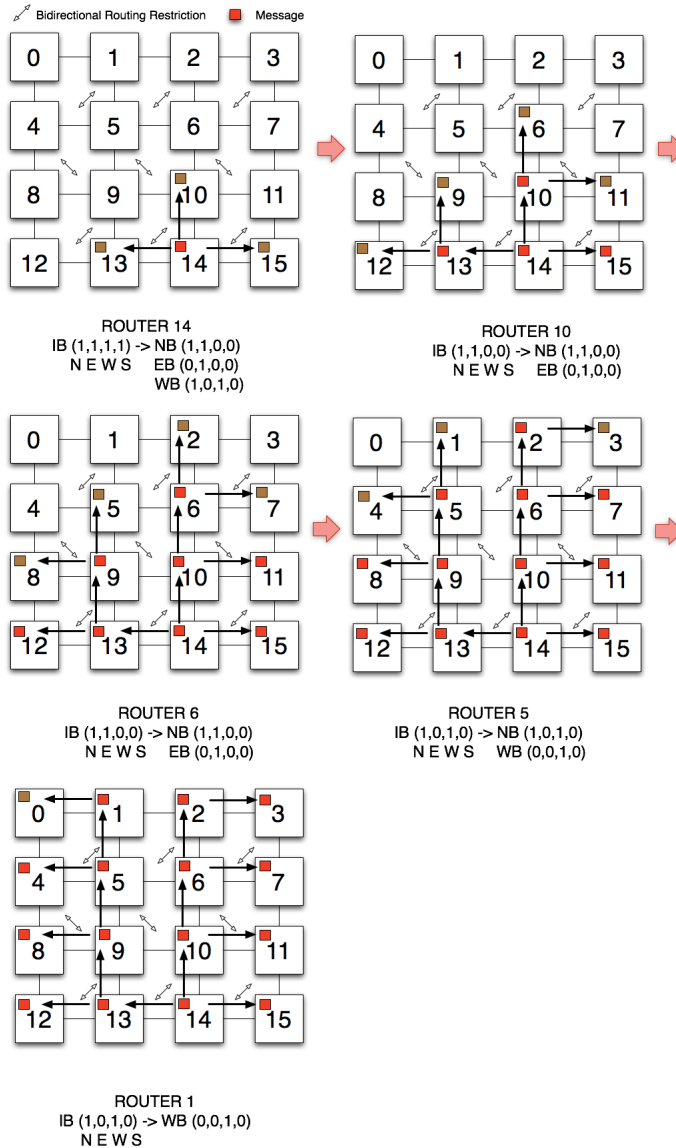 Bidirectional Routing Restriction Message
0 1 2 3
4 5 6 7
8 9 10 11
12 13 14 15
ROUTER 14
IB (1,1,1,1) -> NB (1,1,0,0)
N E W S EB (0,1,0,0)
WB (1,0,1,0)
0 1 2 3
4 5 6 7
8 9 10 11
12 13 14 15
ROUTER 10
IB (1,1,0,0) -> NB (1,1,0,0)
N E W S EB (0,1,0,0)
0 1 2 3
4 5 6 7
8 9 10 11
12 13 14 15
ROUTER 6
IB (1,1,0,0) -> NB (1,1,0,0)
N E W S EB (0,1,0,0)
0 1 2 3
4 5 6 7
8 9 10 11
12 13 14 15
ROUTER 5
IB (1,0,1,0) -> NB (1,0,1,0)
N E W S WB (0,0,1,0)
0 1 2 3
4 5 6 7
8 9 10 11
12 13 14 15
ROUTER 1
IB (1,0,1,0) -> WB (0,0,1,0)
N E W S